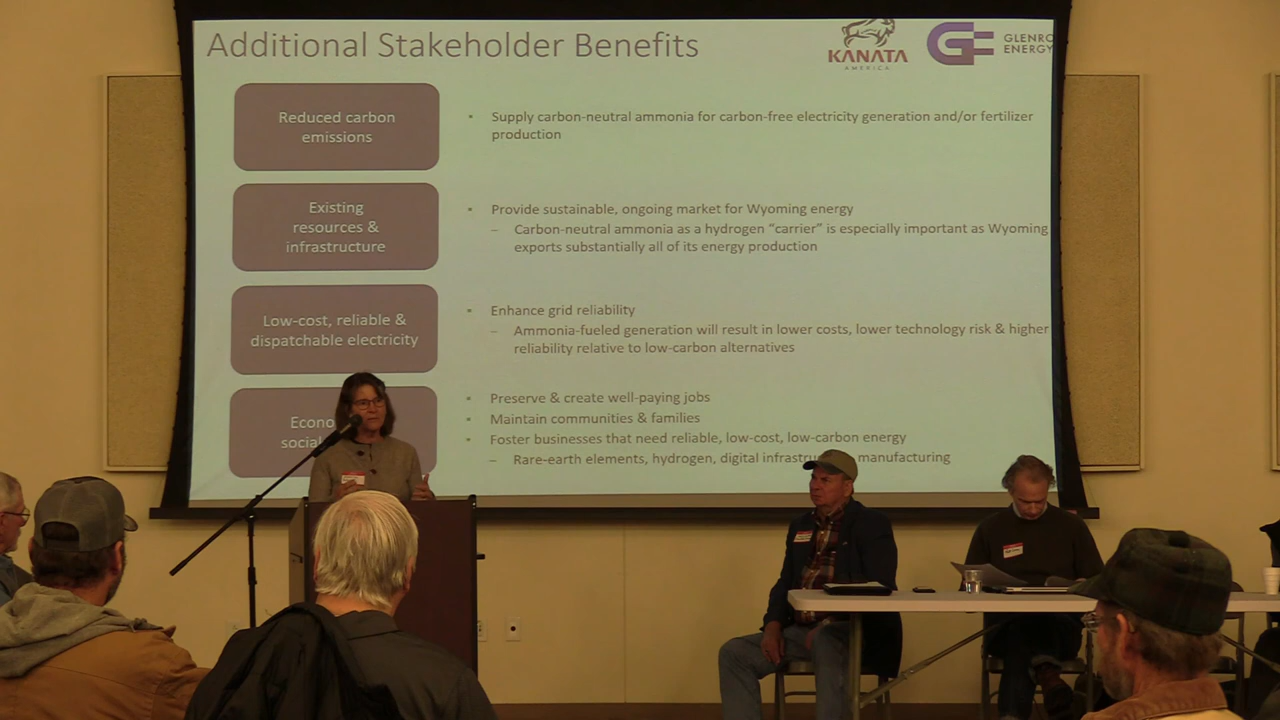 Additional Stakeholder Benefits
KANATA
AMERICA
GLENRO
ENERGY
Reduced carbon
emissions
• Supply carbon-neutral ammonia for carbon-free electricity generation and/or fertilizer
production
Existing
resources &
infrastructure
• Provide sustainable, ongoing market for Wyoming energy
– Carbon-neutral ammonia as a hydrogen “carrier” is especially important as Wyoming
exports substantially all of its energy production
Low-cost, reliable &
dispatchable electricity
• Enhance grid reliability
– Ammonia-fueled generation will result in lower costs, lower technology risk & higher
reliability relative to low-carbon alternatives
Econo
social
• Preserve & create well-paying jobs
• Maintain communities & families
• Foster businesses that need reliable, low-cost, low-carbon energy
– Rare-earth elements, hydrogen, digital infrastru manufacturing